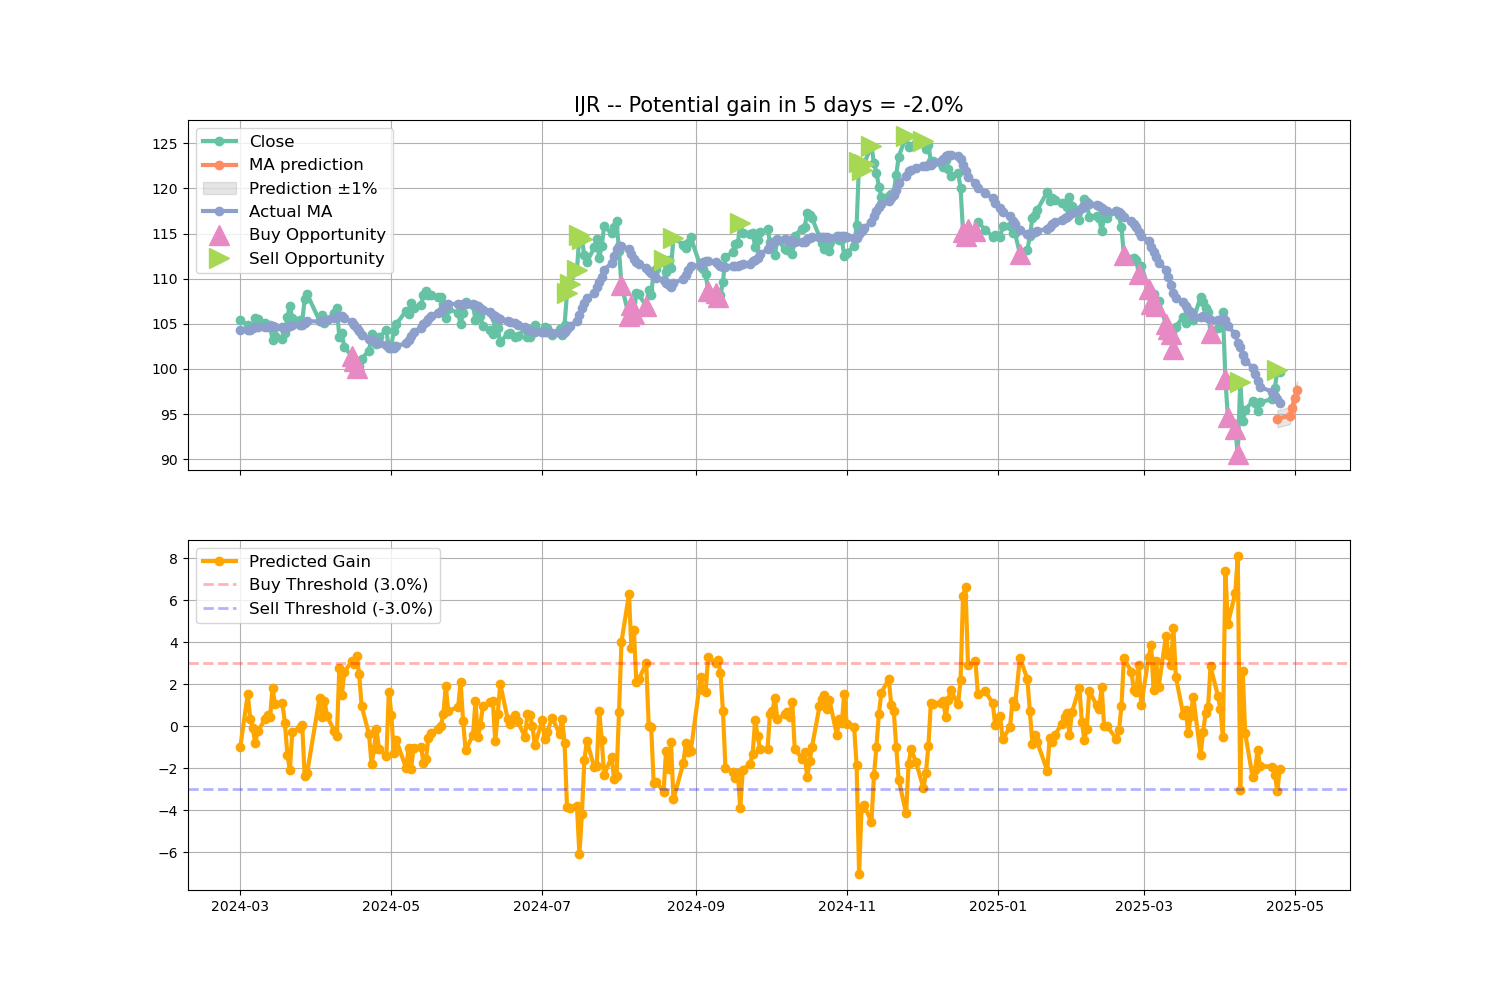 IJR -- Potential gain in 5 days = -2.0%
125
120
115
110
105
100
95
90
Close
MA prediction
Prediction ±1%
Actual MA
Buy Opportunity
Sell Opportunity
8
6
4
2
0
−2
−4
−6
Predicted Gain
Buy Threshold (3.0%)
Sell Threshold (-3.0%)
2024-03 2024-05 2024-07 2024-09 2024-11 2025-01 2025-03 2025-05